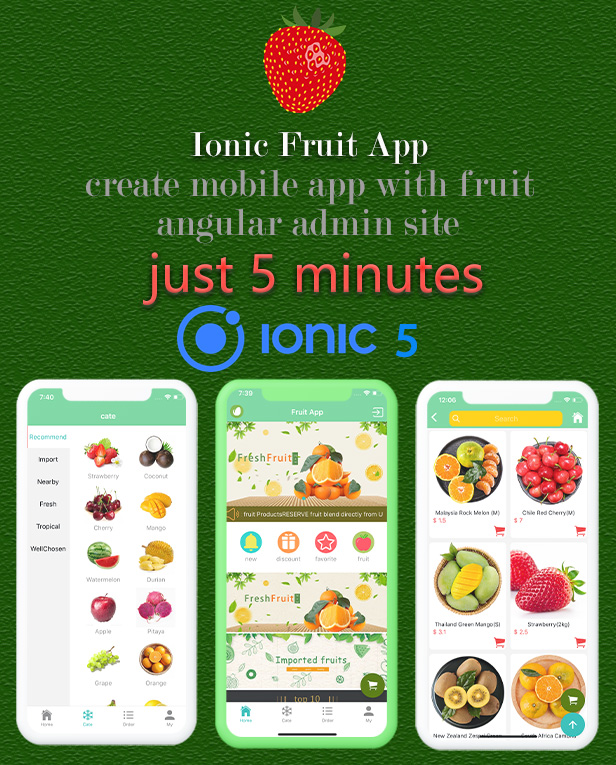 Ionic Fruit App
create mobile app with fruit
angular admin site
just 5 minutes
IONIC 5
7:40
cate
Recommend
Import
Nearby
Fresh
Tropical
WellChosen
Strawberry
Coconut
Cherry
Mango
Watermelon
Durian
Apple
Pitaya
Grape
Orange
Home
Cate
Order
My
7:39
Fruit App
FreshFruit
fruit ProductsRESERVE fruit blend directly from U
new
discount
favorite
fruit
FreshFruit
Imported fruits
top 10
Home
Cate
Order
My
12:00
Search
Malaysia Rock Melon(M)
$ 1.5
Chile Red Cherry(M)
$ 7
Thailand Green Mango(S)
$ 3.1
Strawberry(2kg)
$ 2.5
New Zealand Zespri Green
South Africa Cambria